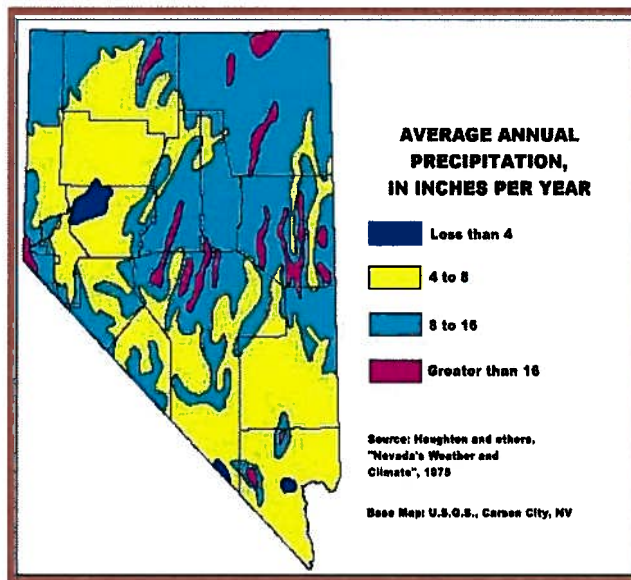 AVERAGE ANNUAL
PRECIPITATION,
IN INCHES PER YEAR
Less than 4
4 to 8
8 to 16
Greater than 16
Source: Houghton and others,
"Nevada's Weather and
Climate", 1975
Base Map: U.S.G.S., Carson City, NV